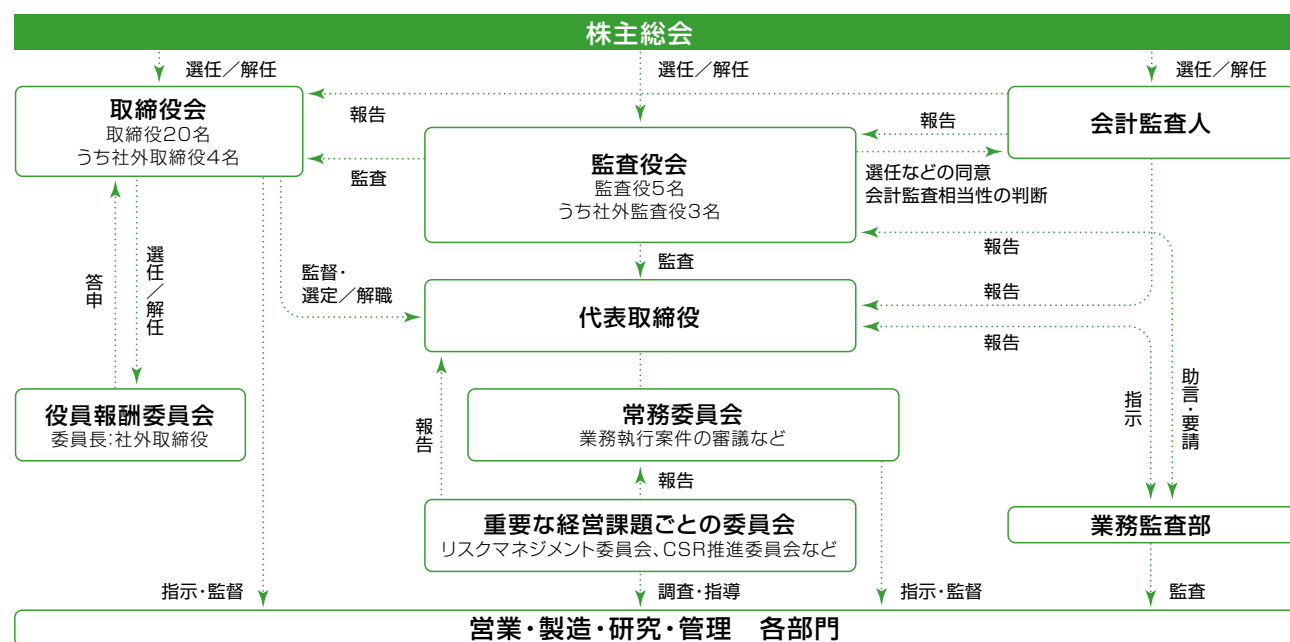 株主総会
選任／解任
選任／解任
選任／解任
取締役会
取締役20名
うち社外取締役4名
報告
報告
会計監査人
監査役会
監査役5名
うち社外監査役3名
監査
選任などの同意
会計監査相当性の判断
報告
監査
選任／解任
答申
監督・
選定／解職
代表取締役
報告
報告
助言・要請
指示
役員報酬委員会
委員長:社外取締役
報告
常務委員会
業務執行案件の審議など
報告
重要な経営課題ごとの委員会
リスクマネジメント委員会、CSR推進委員会など
業務監査部
指示・監督
調査・指導
指示・監督
監査
営業・製造・研究・管理　各部門